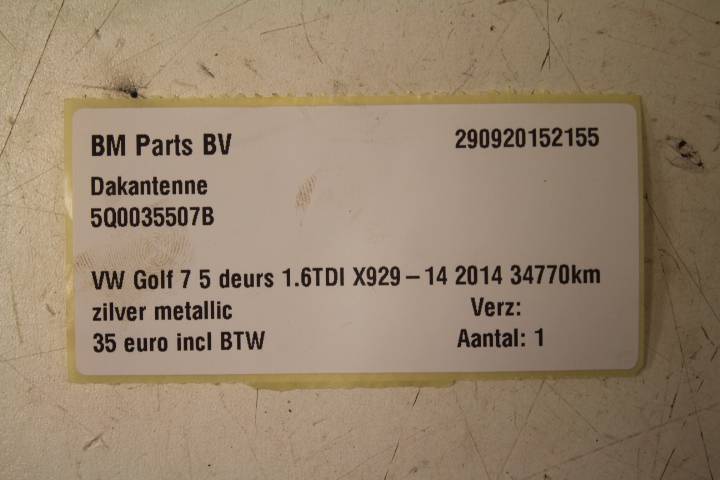 BM Parts BV 290920152155
Dakantenne
5Q0035507B
VW Golf 7 5 deurs 1.6TDI X929-14 2014 34770km
zilver metallic Verz:
35 euro incl BTW Aantal: 1